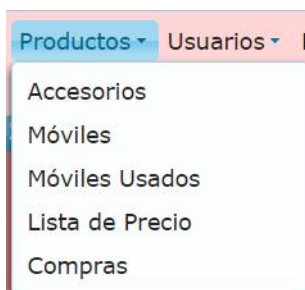 Productos Usuarios
Accesorios
Móviles
Móviles Usados
Lista de Precio
Compras